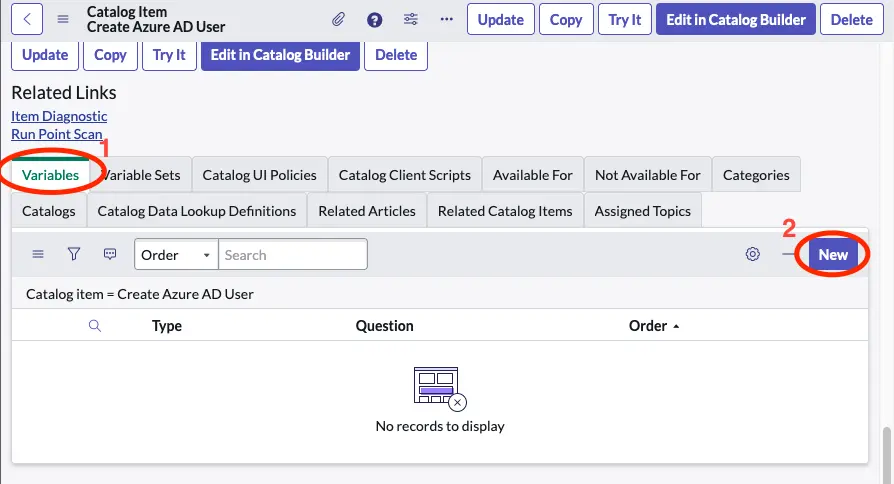 Catalog Item
Create Azure AD User
Update Copy Try It Edit in Catalog Builder Delete
Update Copy Try It Edit in Catalog Builder Delete
Related Links
Item Diagnostic
Run Point Scan
1
Variables Variable Sets Catalog UI Policies Catalog Client Scripts Available For Not Available For Categories
Catalogs Catalog Data Lookup Definitions Related Articles Related Catalog Items Assigned Topics
2
Order Search New
Catalog item = Create Azure AD User
Type Question Order
No records to display